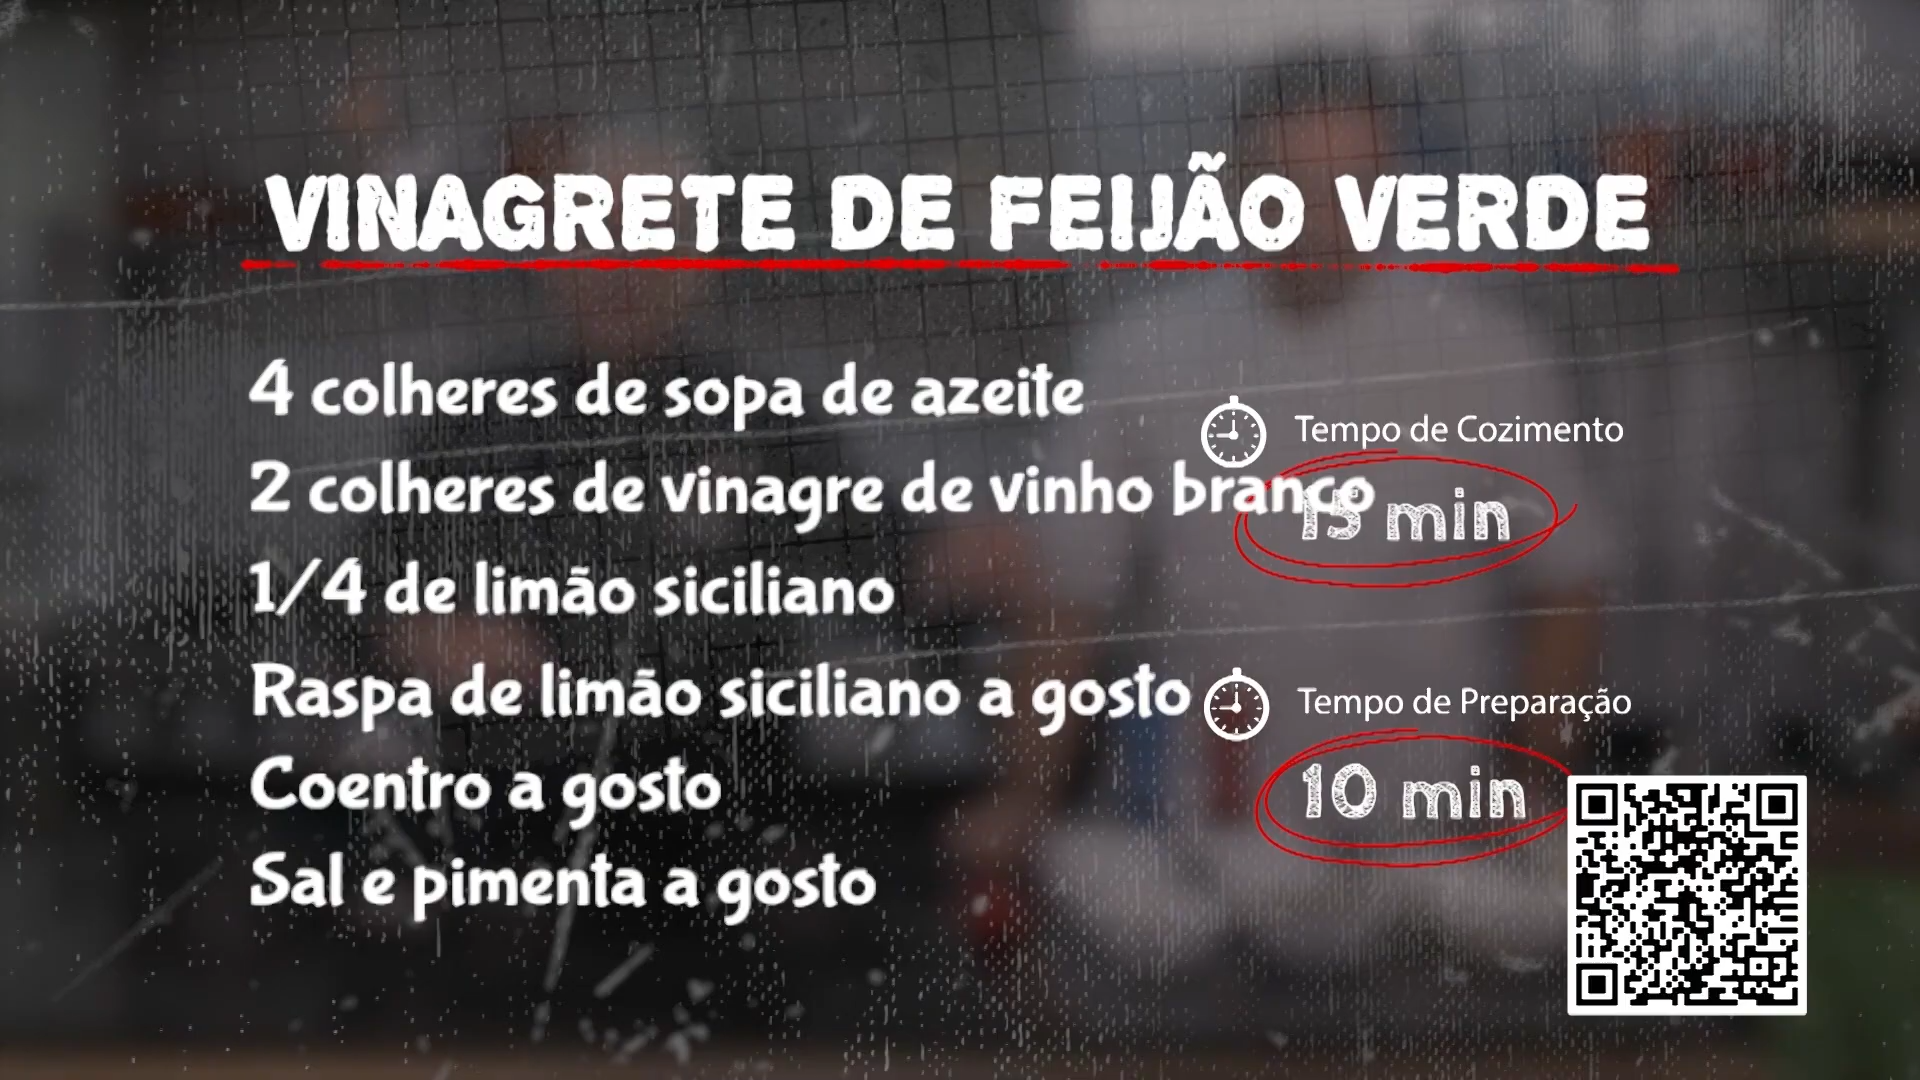 VINAGRETE DE FEIJÃO VERDE
4 colheres de sopa de azeite
2 colheres de vinagre de vinho branco
1/4 de limão siciliano
Raspa de limão siciliano a gosto
Coentro a gosto
Sal e pimenta a gosto
Tempo de Cozimento
15 min
Tempo de Preparação
10 min